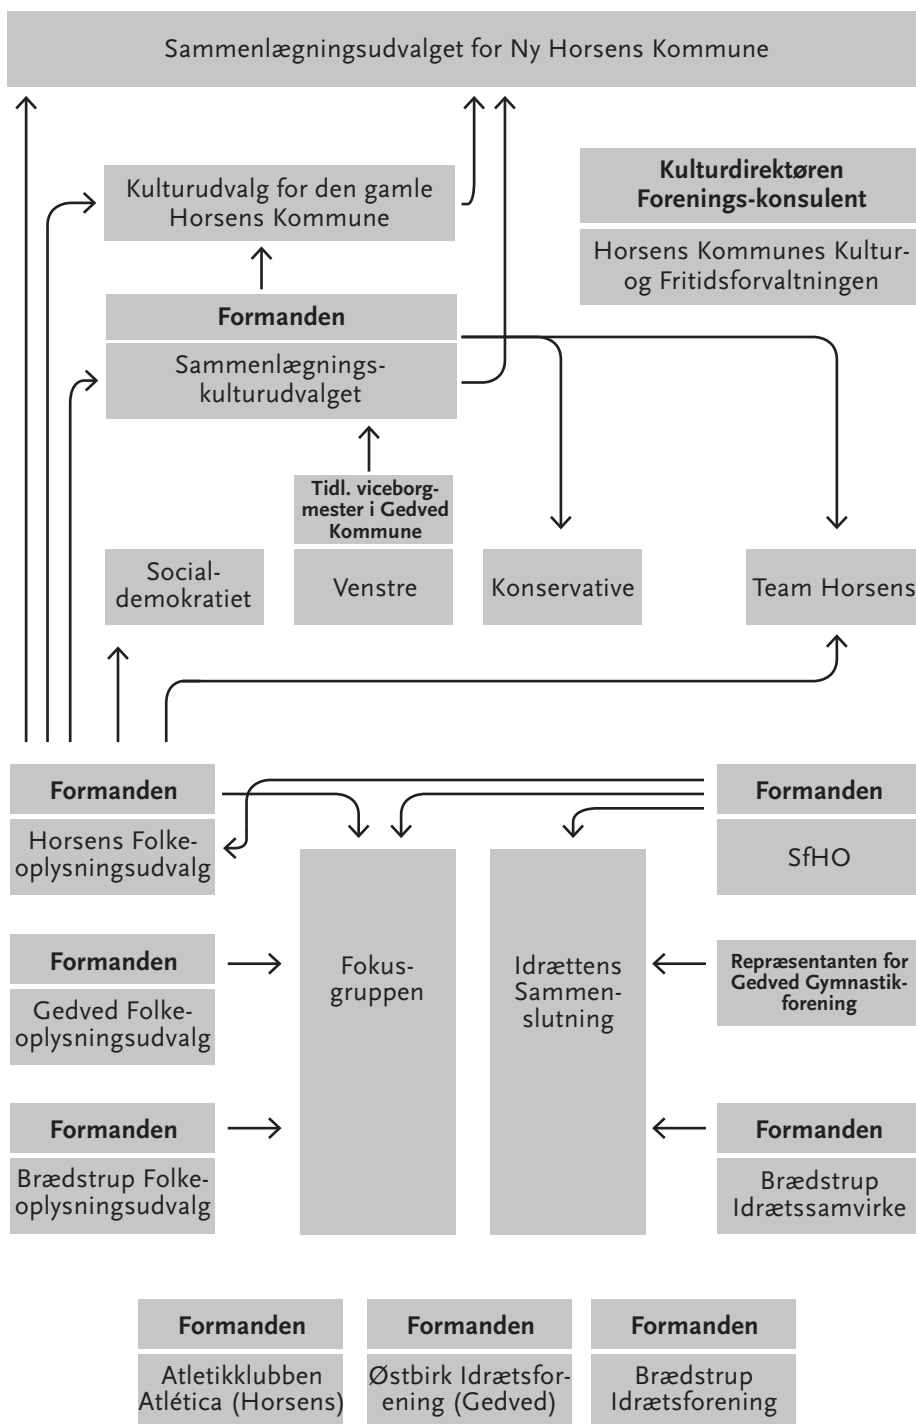 Sammenlægningsudvalget for Ny Horsens Kommune
Kulturudvalg for den gamle
Horsens Kommune
Kulturdirektøren
Forenings-konsulent
Horsens Kommunes Kultur-
og Fritidsforvaltningen
Formanden
Sammenlægnings-
kulturudvalget
Tidl. viceborg-
mester i Gedved
Kommune
Social-
demokratiet
Venstre
Konservative
Team Horsens
Formanden
Horsens Folke-
oplysningsudvalg
Formanden
SfHO
Formanden
Gedved Folke-
oplysningsudvalg
Fokus-
gruppen
Idrættens
Sammen-
slutning
Repræsentanten for
Gedved Gymnastik-
forening
Formanden
Brædstrup Folke-
oplysningsudvalg
Formanden
Brædstrup
Idrætssamvirke
Formanden
Atletikklubben
Atlética (Horsens)
Formanden
Østbirk Idrætsfor-
ening (Gedved)
Formanden
Brædstrup
Idrætsforening